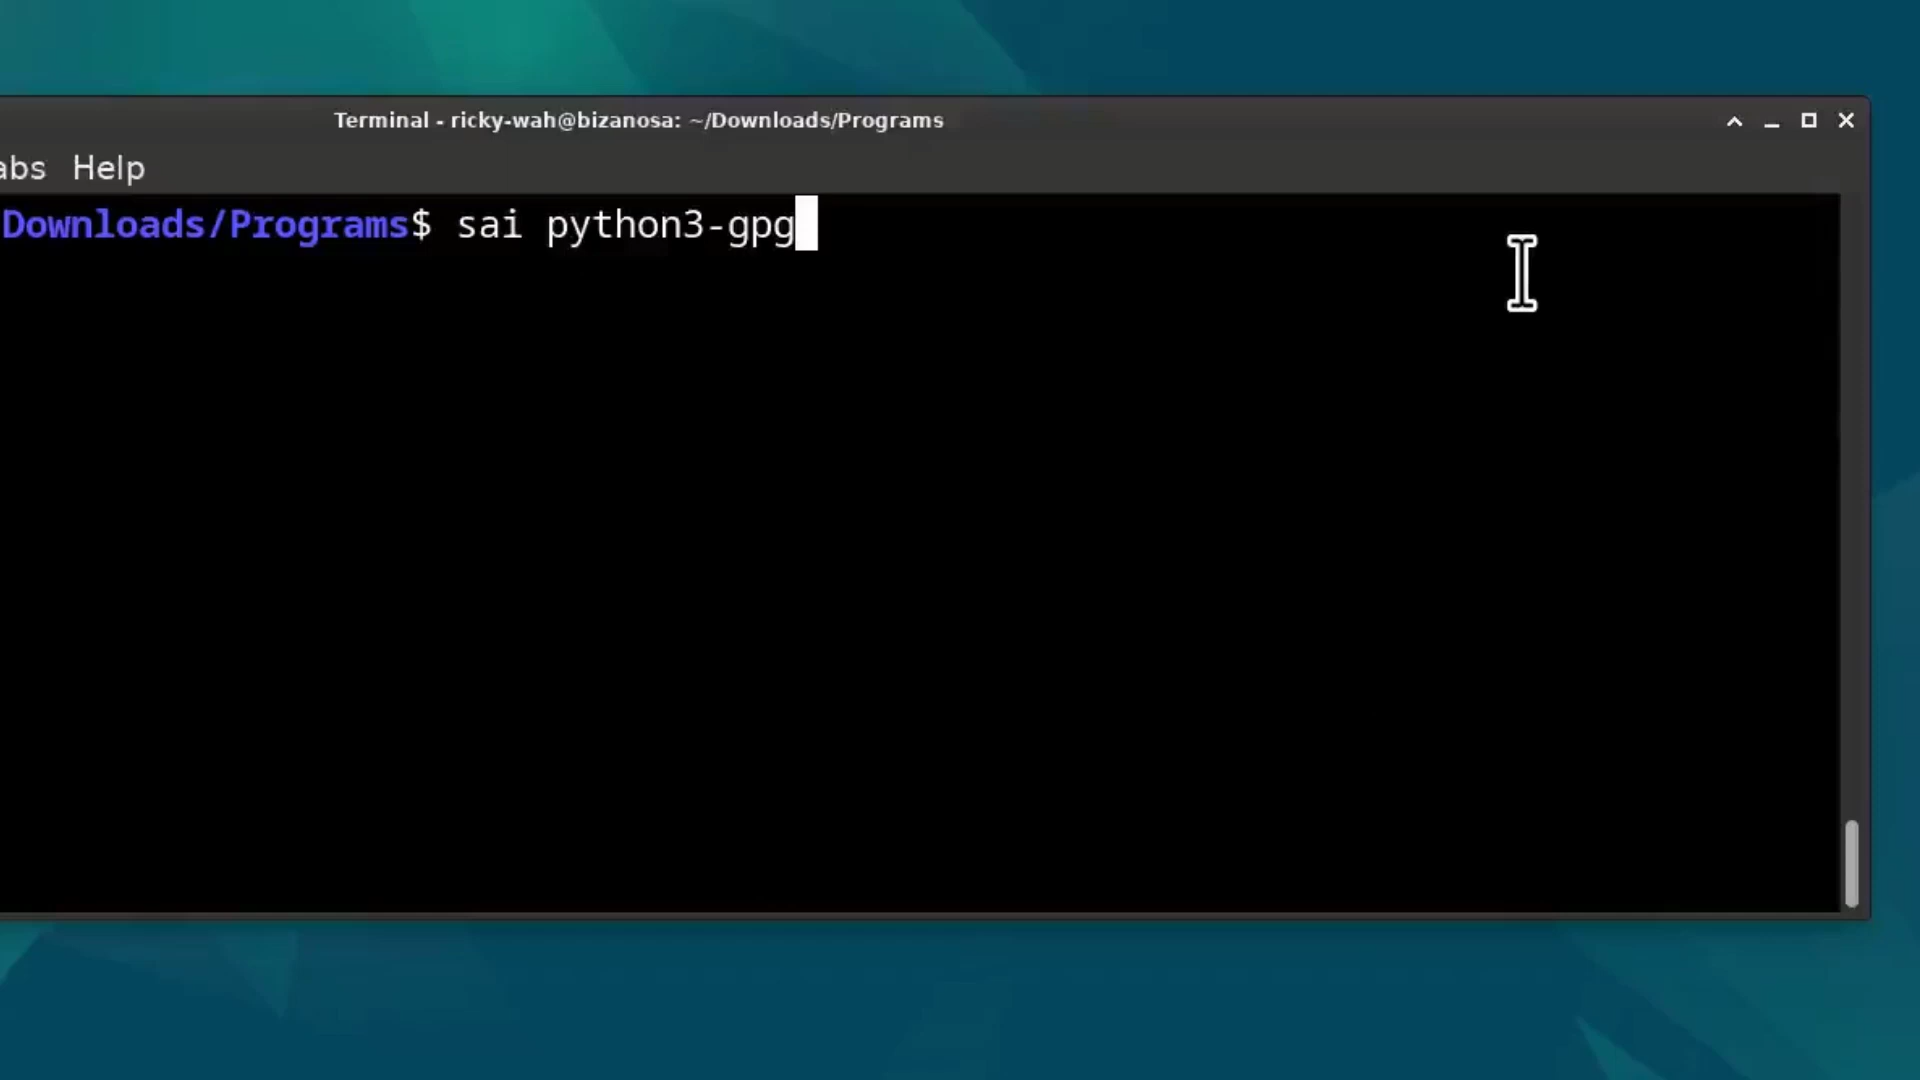 Terminal - ricky-wah@bizanosa: ~/Downloads/Programs
abs Help
Downloads/Programs$ sai python3-gpg